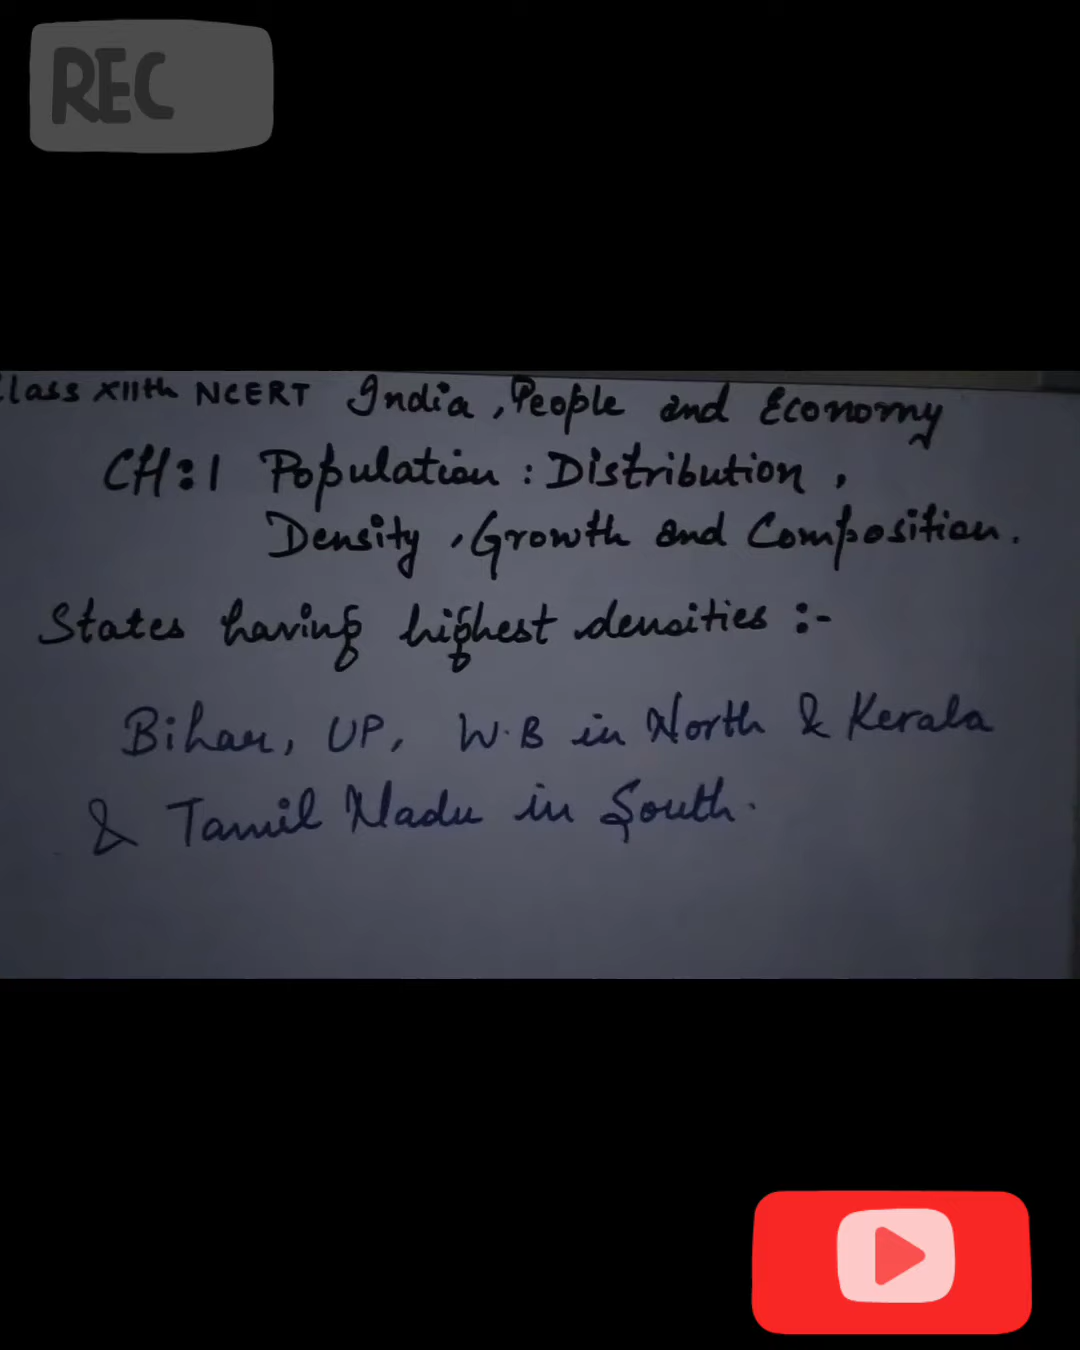 REC
Class XIIth NCERT India, People and Economy
CH:1 Population : Distribution,
Density, Growth and Composition.
States having highest densities :-
Bihar, UP, W.B in North & Kerala
& Tamil Nadu in South.